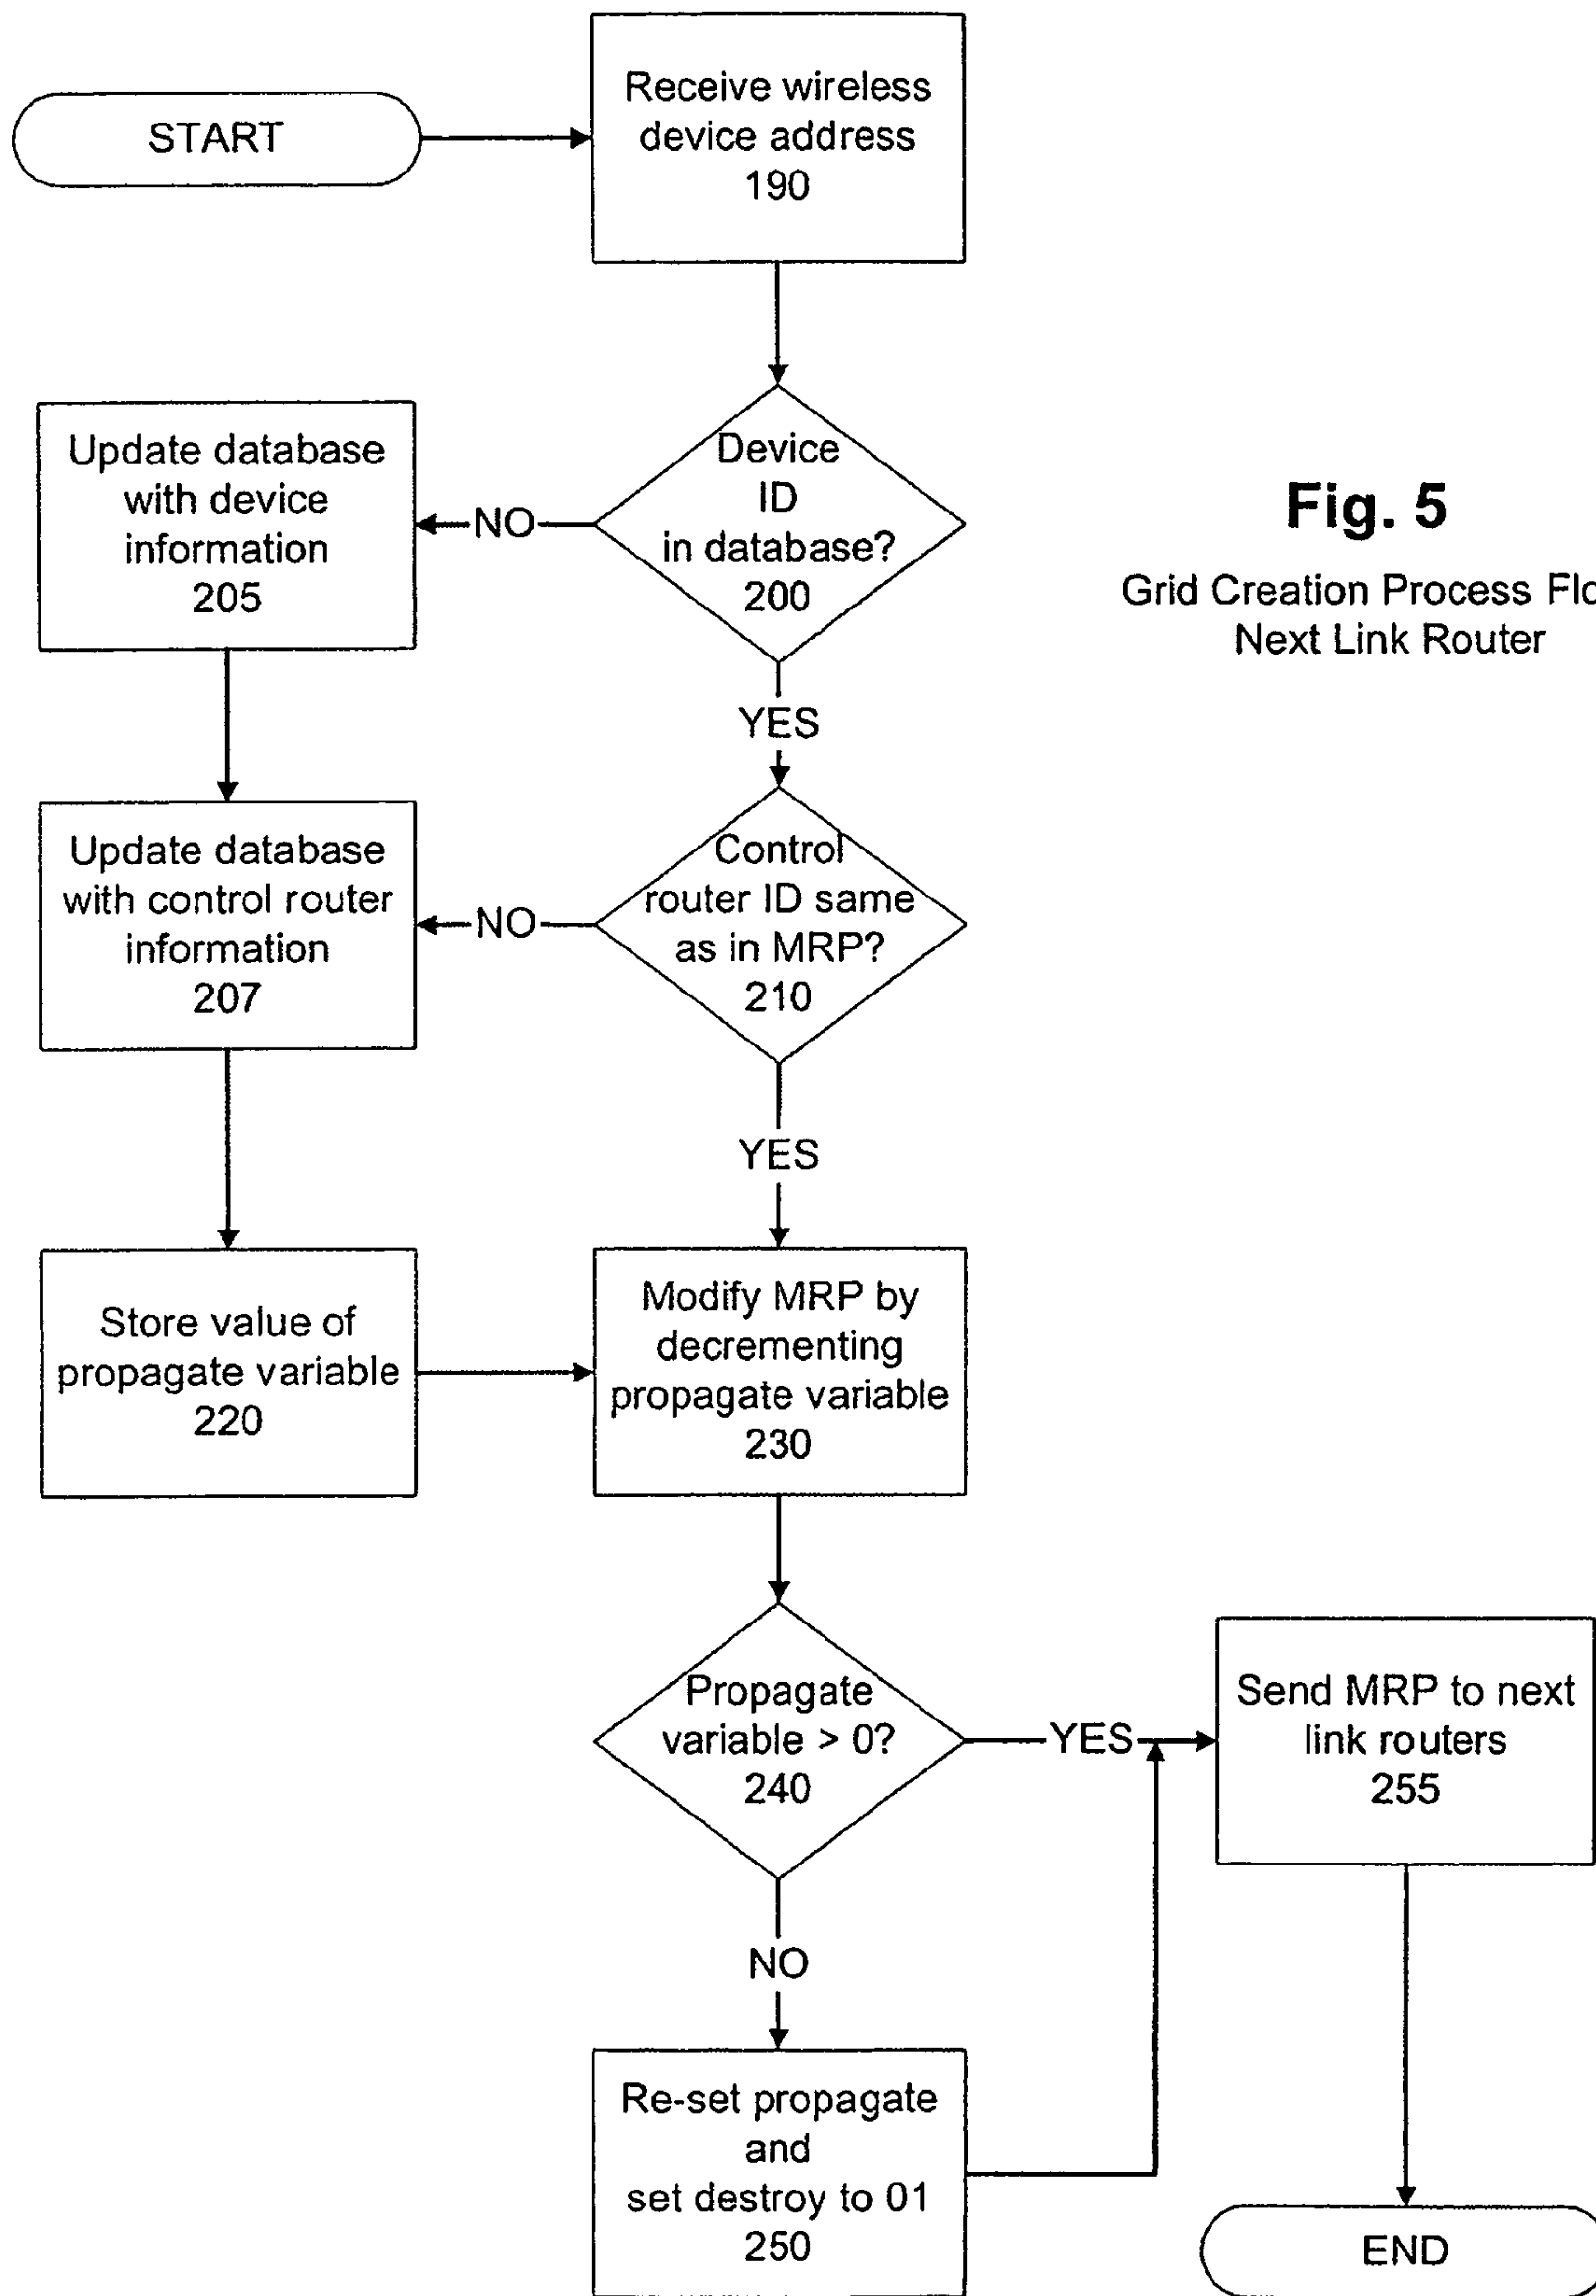 START
Receive wireless
device address
190
Update database
with device
information
205
NO
Device
ID
in database?
200
Fig. 5
Grid Creation Process Flo
Next Link Router
YES
Update database
with control router
information
207
NO
Control
router ID same
as in MRP?
210
YES
Store value of
propagate variable
220
Modify MRP by
decrementing
propagate variable
230
Propagate
variable > 0?
240
YES
Send MRP to next
link routers
255
NO
Re-set propagate
and
set destroy to 01
250
END